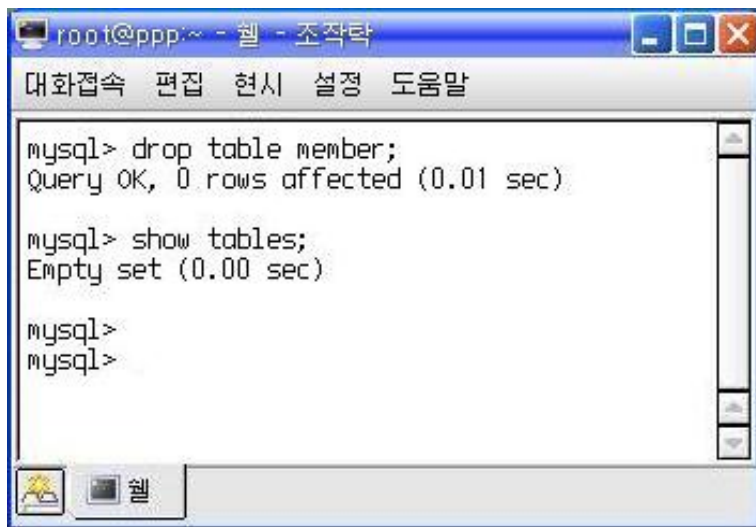 root@ppp:~ - 쉘 - 조작탁
대화접속 편집 현시 설정 도움말
mysql> drop table member;
Query OK, 0 rows affected (0.01 sec)
mysql> show tables;
Empty set (0.00 sec)
mysql>
mysql>
쉘